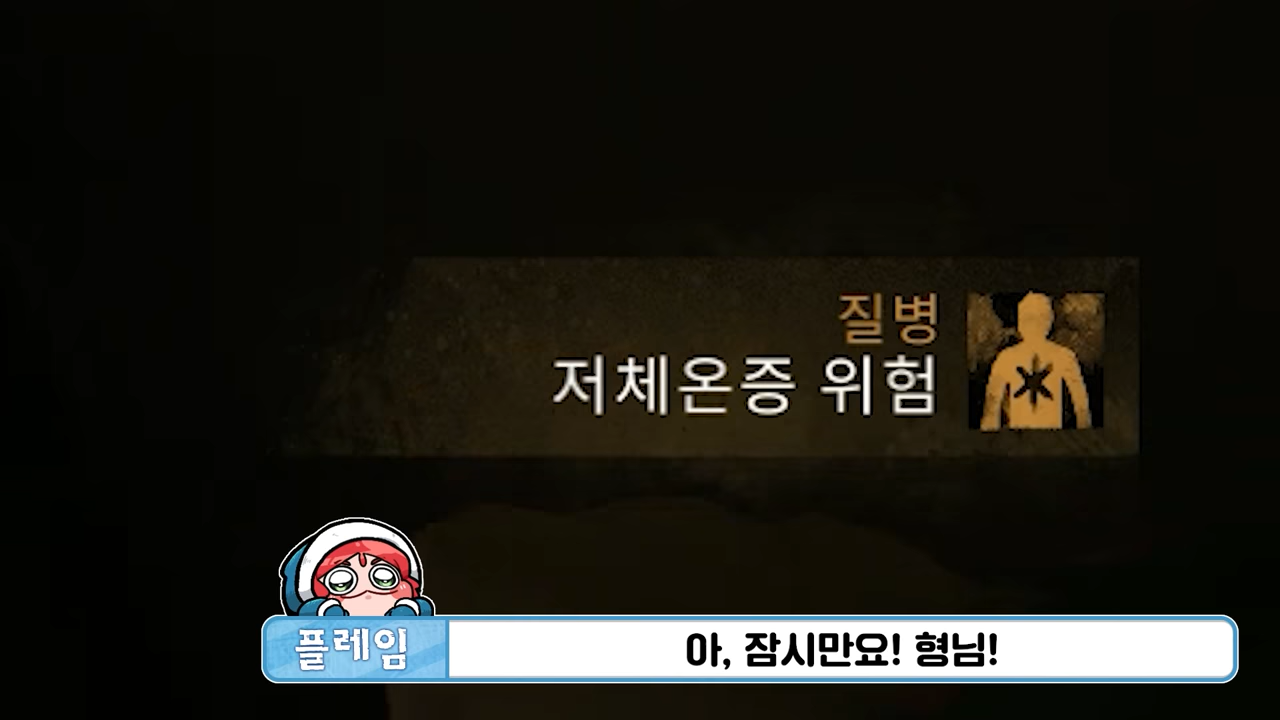 질병
저체온증 위험
플레임
아, 잠시만요! 형님!